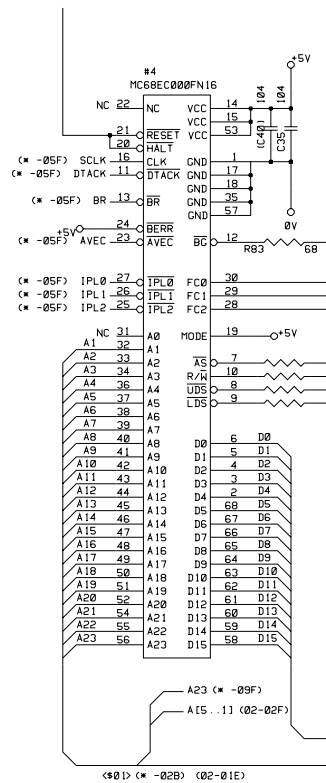 +5V
#4
MC68EC000FN16
NC 22 NC VCC 14 104 104
VCC 15
21 RESET VCC 53 (C40) C35
20 HALT
(* -05F) SCLK 16 CLK GND 1
(* -05F) DTACK 11 DTACK GND 17
GND 18
(* -05F) BR 13 BR GND 35
GND 57
0V
+5V 24 BERR
(* -05F) AVEC 23 AVEC BG 12 R83 68
(* -05F) IPL0 27 IPL0 FC0 30
(* -05F) IPL1 26 IPL1 FC1 29
(* -05F) IPL2 25 IPL2 FC2 28
NC 31 A0 MODE 19 +5V
A1 32 A1
A2 33 A2 AS 7
A3 34 A3 R/W 10
A4 36 A4 UDS 8
A5 37 A5 LDS 9
A6 38 A6
A7 39 A7
A8 40 A8 D0 6 D0
A9 41 A9 D1 5 D1
A10 42 A10 D2 4 D2
A11 43 A11 D3 3 D3
A12 44 A12 D4 2 D4
A13 45 A13 D5 68 D5
A14 46 A14 D6 67 D6
A15 47 A15 D7 66 D7
A16 48 A16 D8 65 D8
A17 49 A17 D9 64 D9
A18 50 A18 D10 63 D10
A19 51 A19 D11 62 D11
A20 52 A20 D12 61 D12
A21 54 A21 D13 60 D13
A22 55 A22 D14 59 D14
A23 56 A23 D15 58 D15
A23 (* -09F)
A[5..1] (02-02F)
<$01> (* -02B) (02-01E)